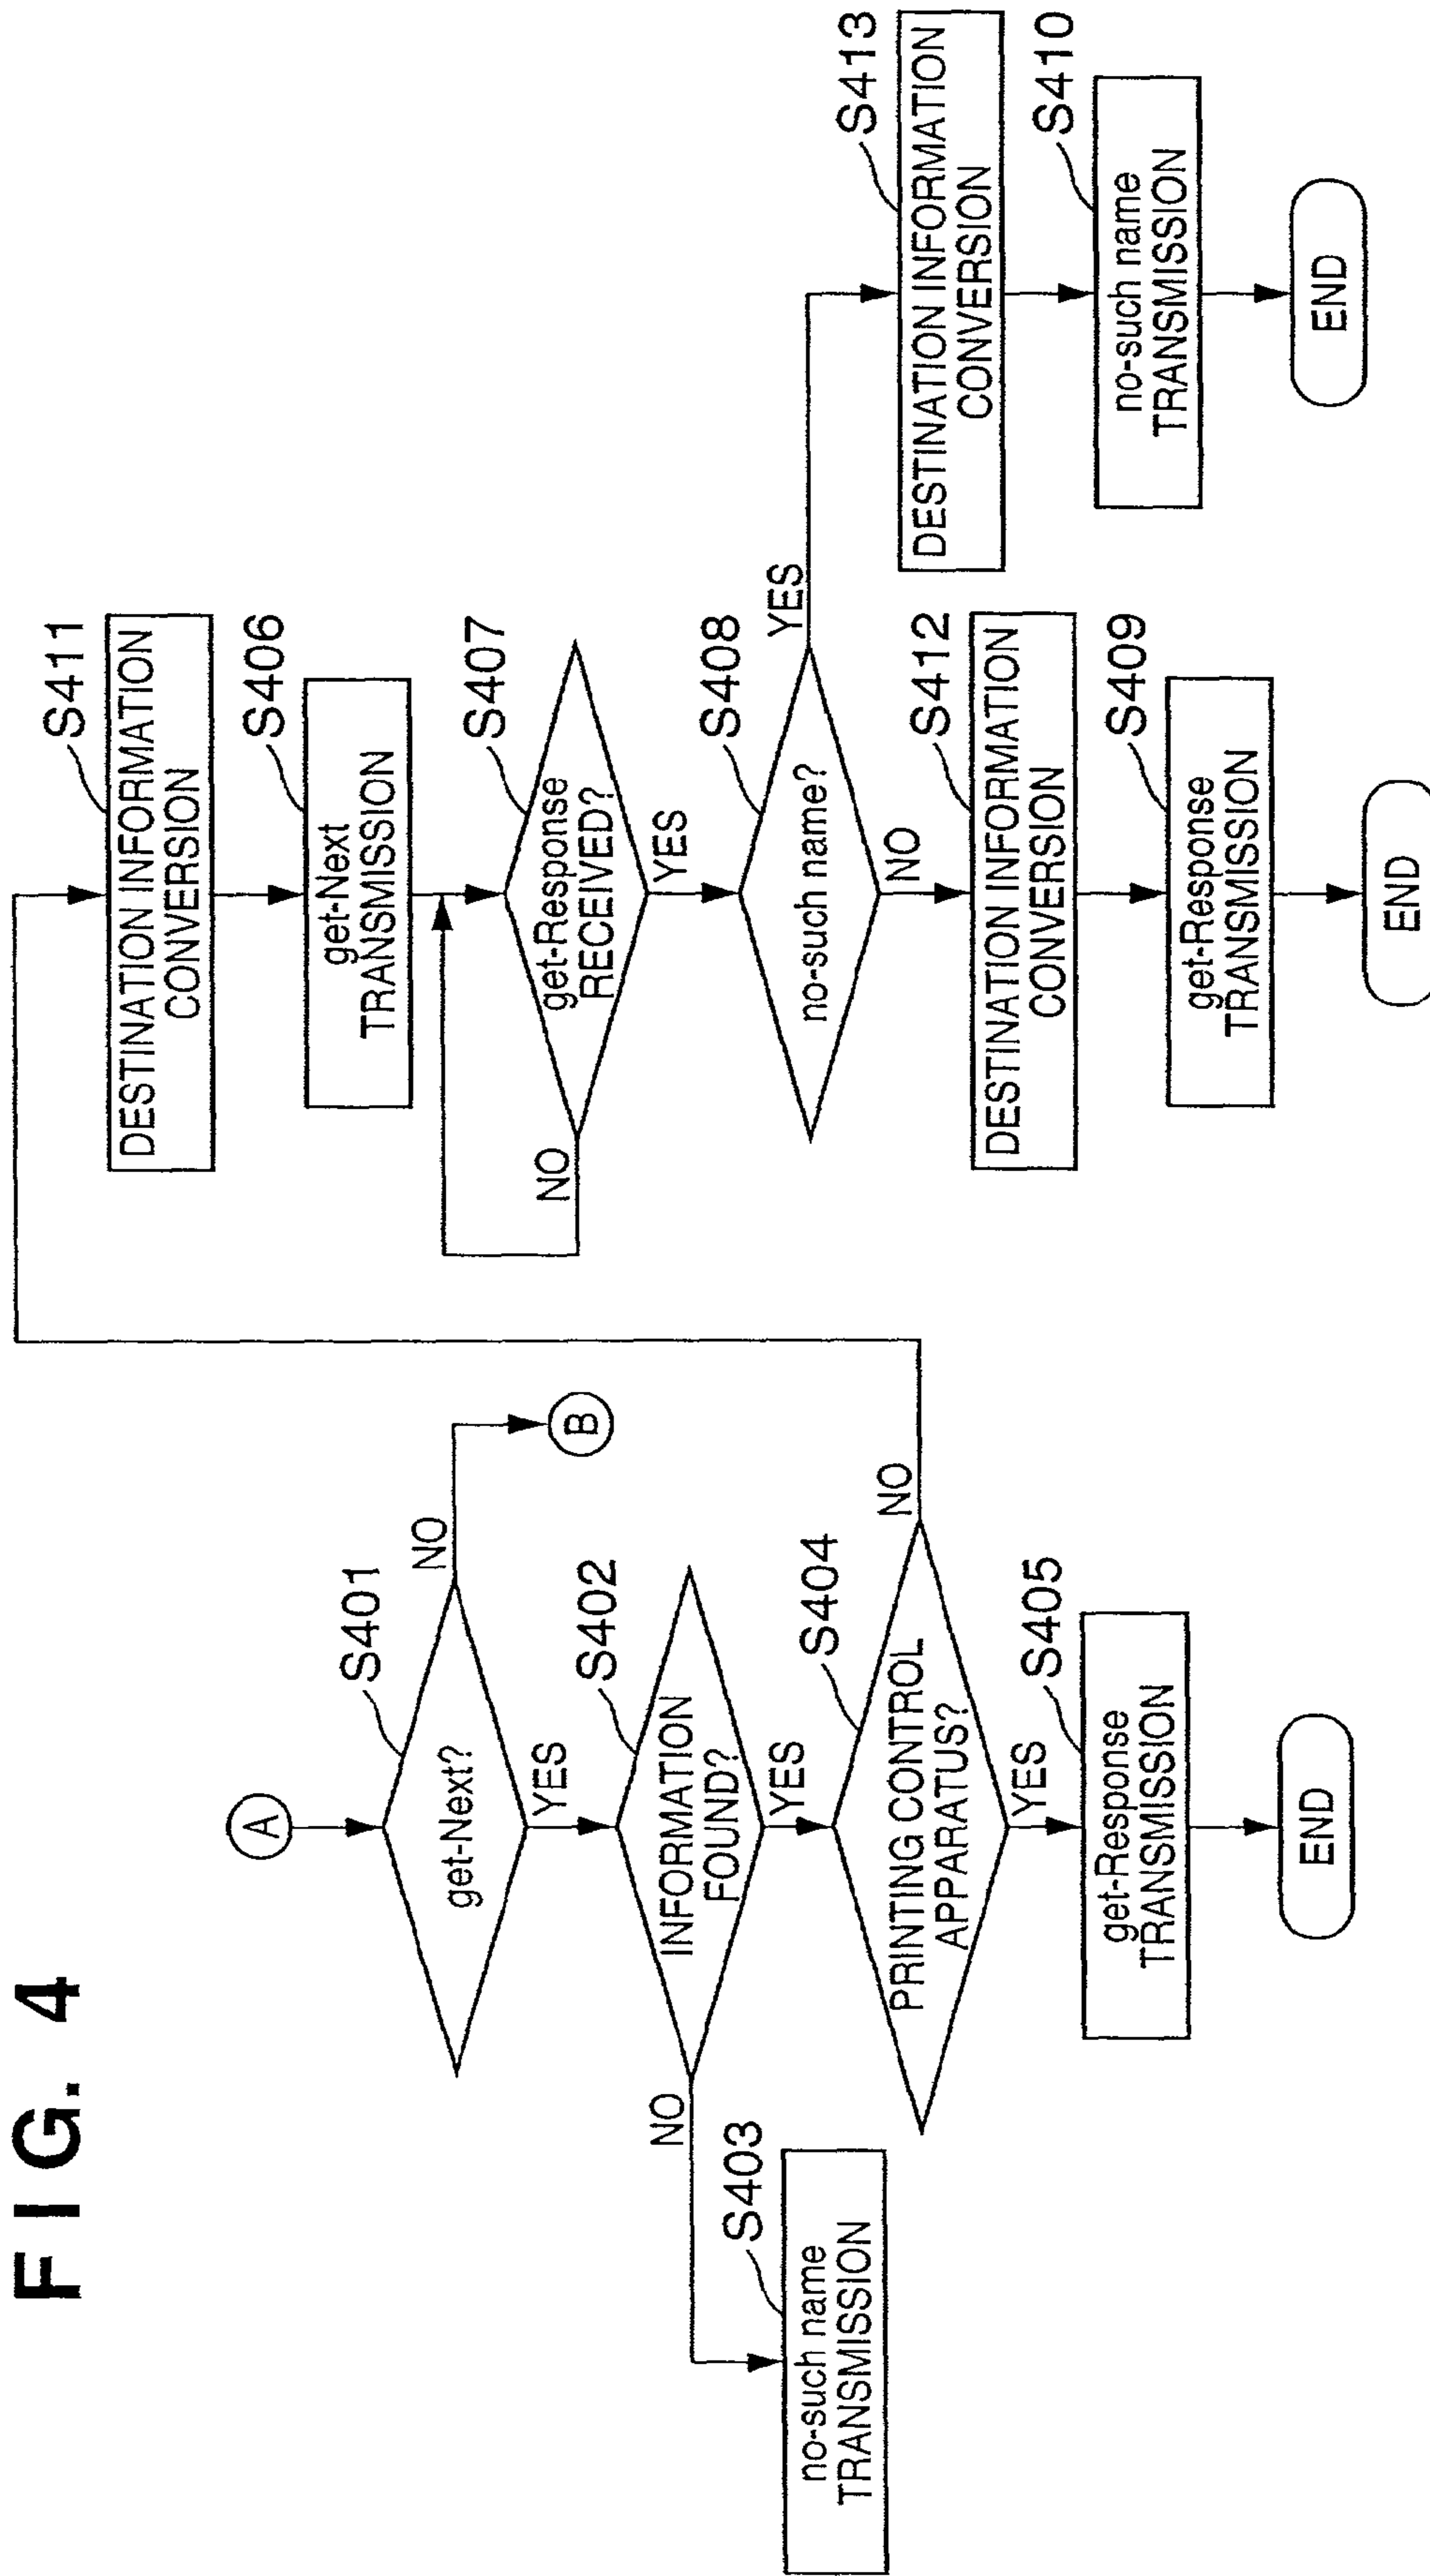 FIG. 4
A
S401
get-Next?
NO
B
YES
S402
INFORMATION
FOUND?
NO
S403
no-such name
TRANSMISSION
YES
S404
PRINTING CONTROL
APPARATUS?
NO
YES
S405
get-Response
TRANSMISSION
END
S411
DESTINATION INFORMATION
CONVERSION
S406
get-Next
TRANSMISSION
S407
get-Response
RECEIVED?
NO
YES
S408
no-such name?
YES
NO
S412
DESTINATION INFORMATION
CONVERSION
S409
get-Response
TRANSMISSION
END
S413
DESTINATION INFORMATION
CONVERSION
S410
no-such name
TRANSMISSION
END